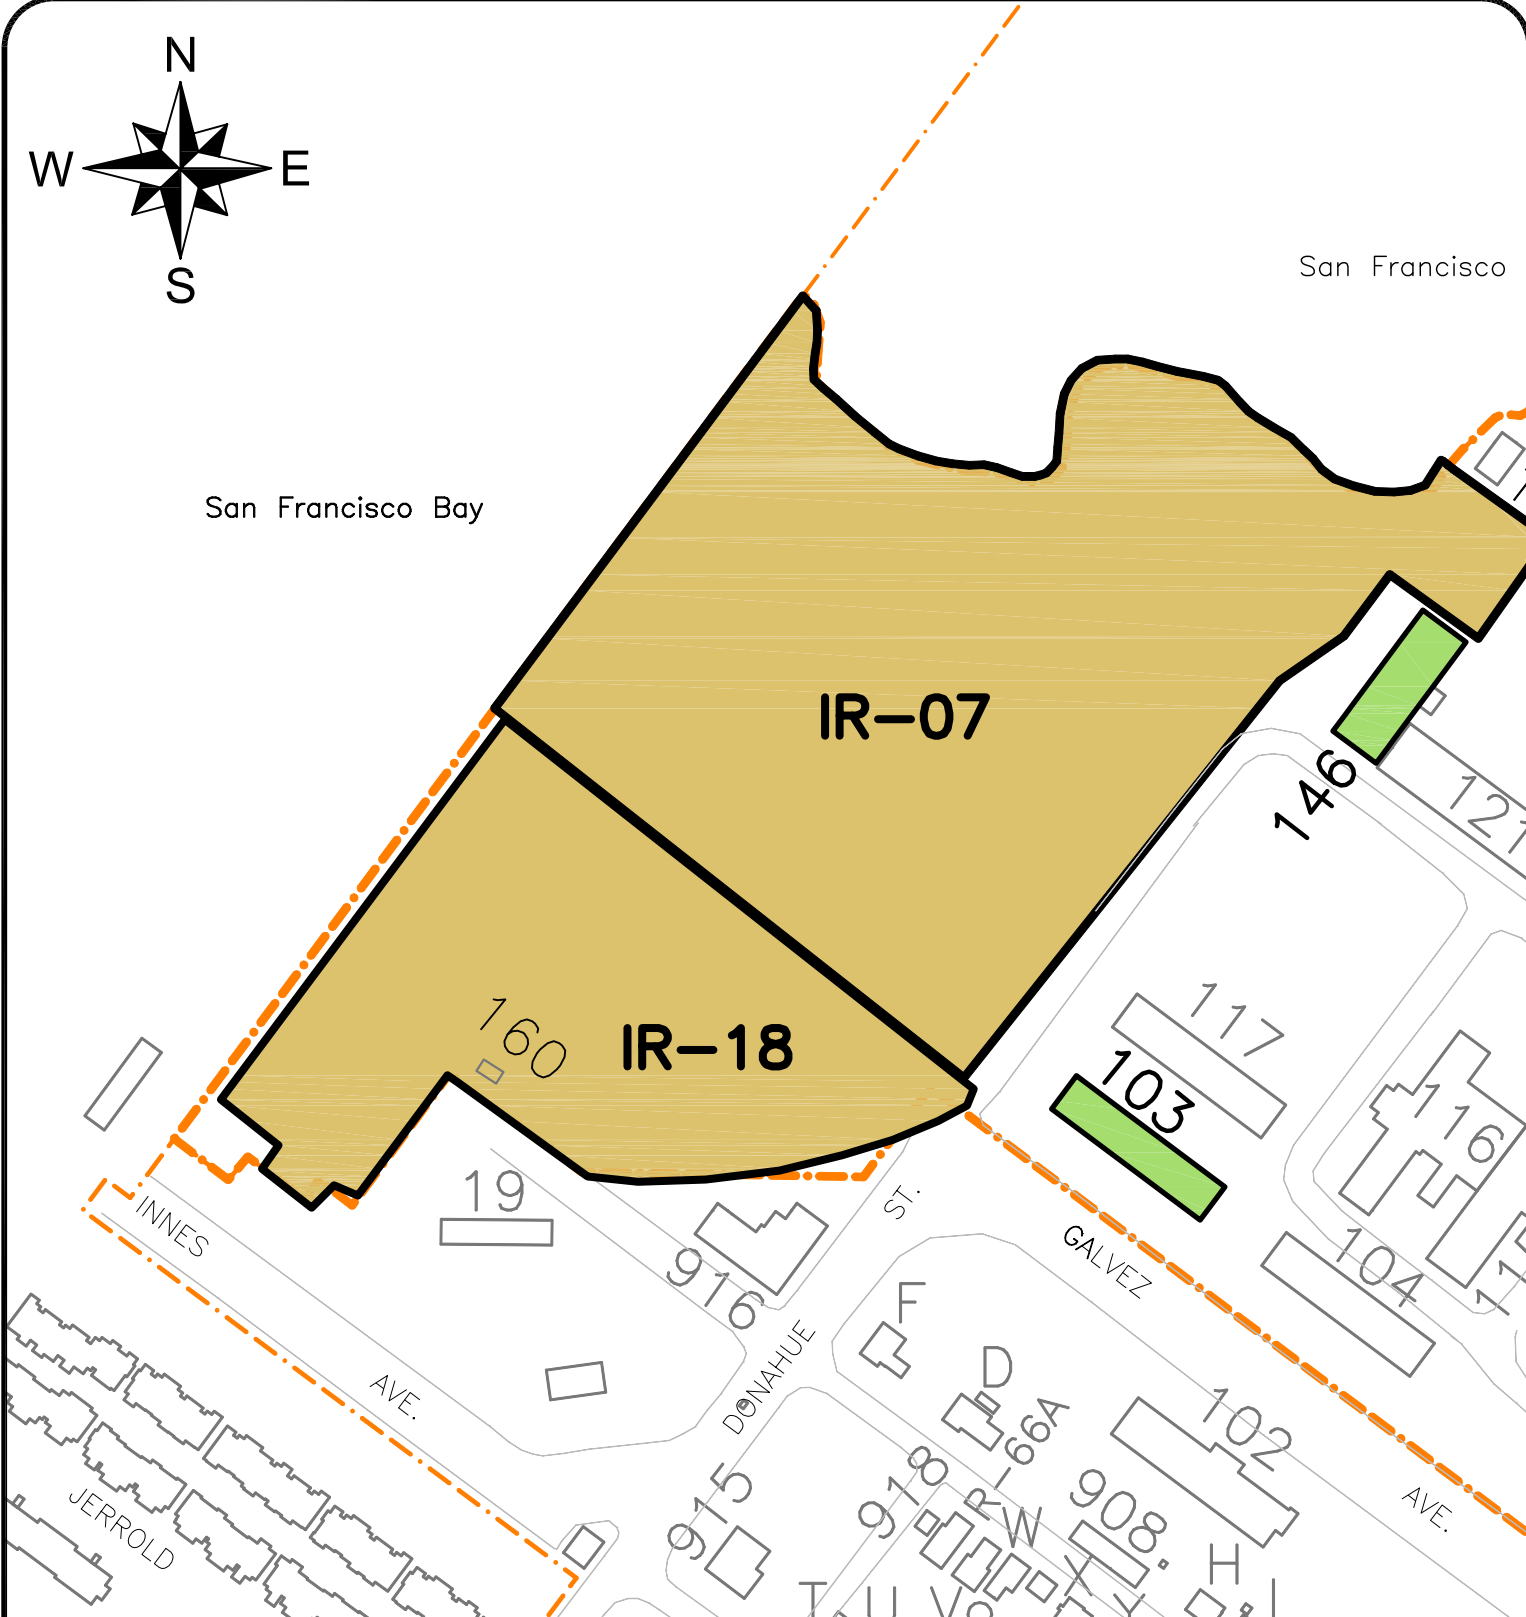 N
W E
S
San Francisco
San Francisco Bay
IR-07
146
121
160
IR-18
117
103
116
19
ST.
INNES
GALVEZ
104
916
F
DONAHUE
D
AVE.
R-66A
102
918
915
908.
AVE.
JERROLD
W
H
X
T U V